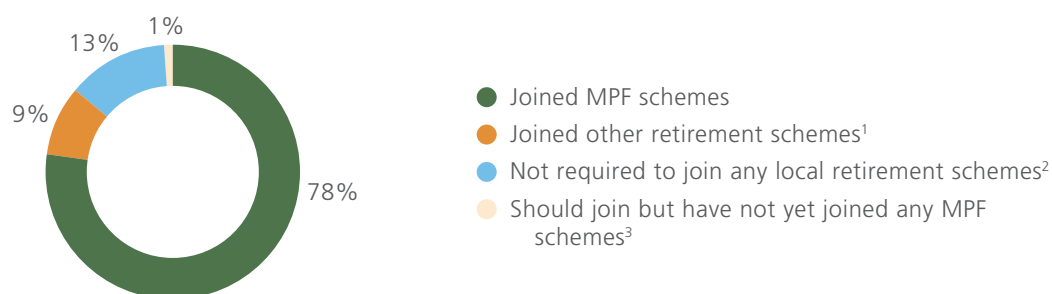 1%
13%
9%
78%
Joined MPF schemes
Joined other retirement schemes¹
Not required to join any local retirement schemes²
Should join but have not yet joined any MPF
schemes³